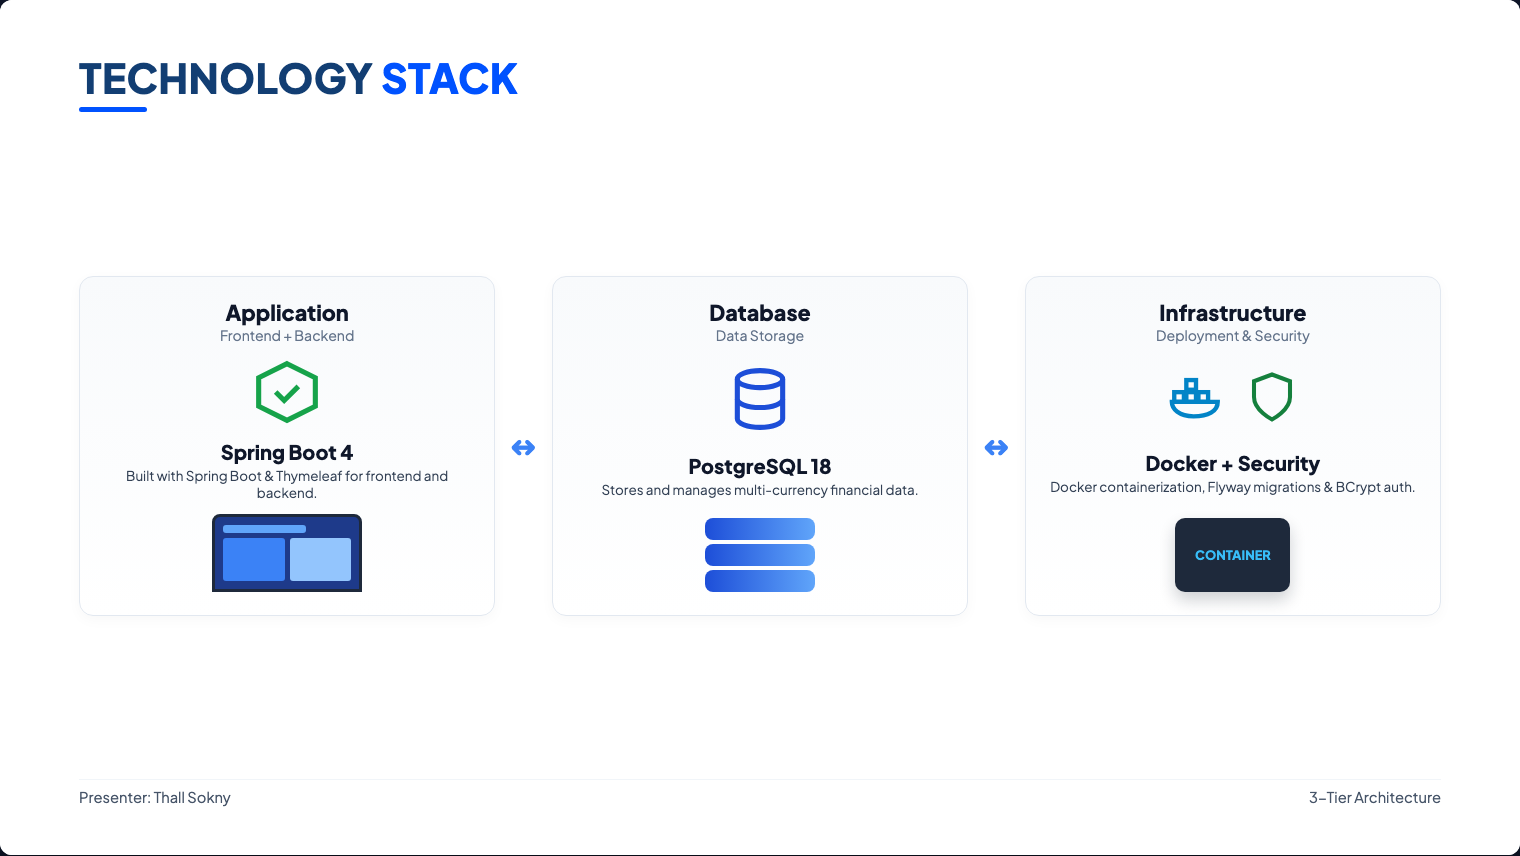 TECHNOLOGY STACK
Application
Frontend + Backend
Spring Boot 4
Built with Spring Boot & Thymeleaf for frontend and
backend.
Database
Data Storage
PostgreSQL 18
Stores and manages multi-currency financial data.
Infrastructure
Deployment & Security
Docker + Security
Docker containerization, Flyway migrations & BCrypt auth.
CONTAINER
Presenter: Thall Sokny
3-Tier Architecture